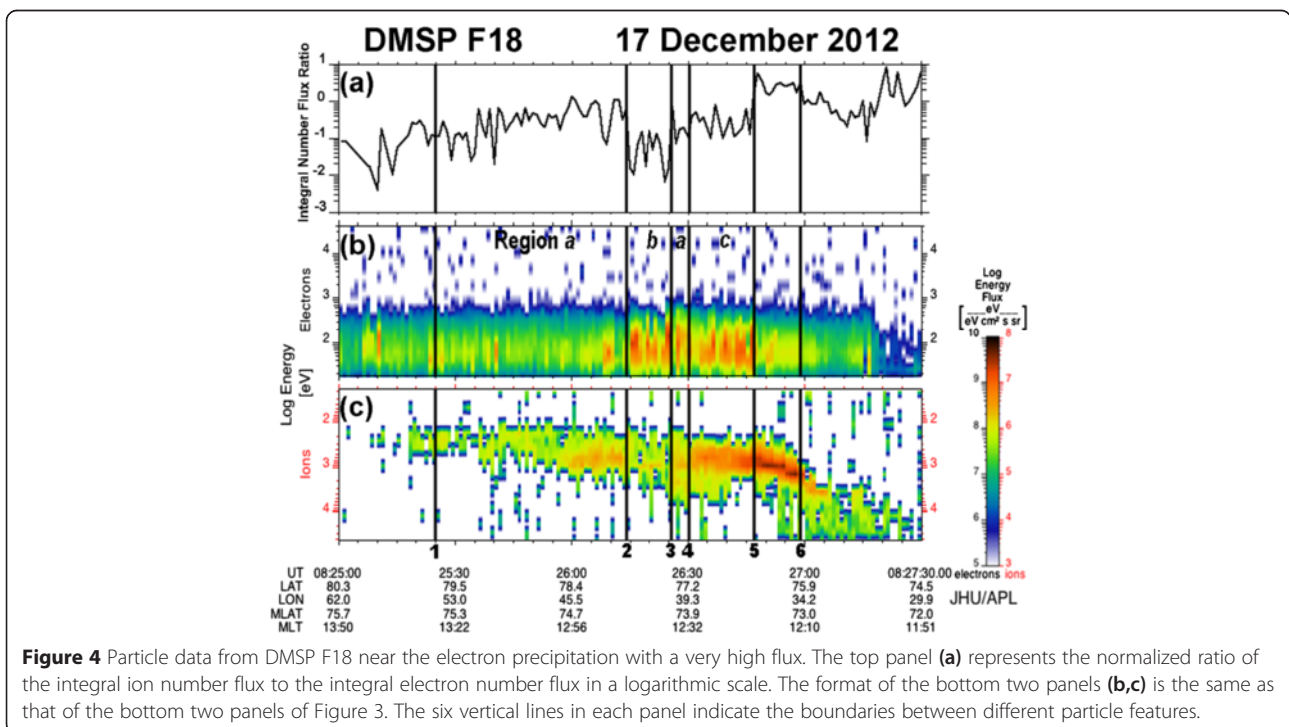 DMSP F18 17 December 2012
Integral Number Flux Ratio
1
0
-1
-2
-3
(a)
(b)
Region a b a c
Electrons
4
3
2
4
3
2
Log Energy
[eV]
(c)
Ions
2
3
4
2
3
4
1 2 3 4 5 6
Log
Energy
Flux
[ eV ]
eV cm² s sr
10 8
9 7
8 6
7 5
6 4
5 3
electrons ions
JHU/APL
UT 08:25:00 25:30 26:00 26:30 27:00 08:27:30.00
LAT 80.3 79.5 78.4 77.2 75.9 74.5
LON 62.0 53.0 45.5 39.3 34.2 29.9
MLAT 75.7 75.3 74.7 73.9 73.0 72.0
MLT 13:50 13:22 12:56 12:32 12:10 11:51
Figure 4 Particle data from DMSP F18 near the electron precipitation with a very high flux. The top panel (a) represents the normalized ratio of
the integral ion number flux to the integral electron number flux in a logarithmic scale. The format of the bottom two panels (b,c) is the same as
that of the bottom two panels of Figure 3. The six vertical lines in each panel indicate the boundaries between different particle features.